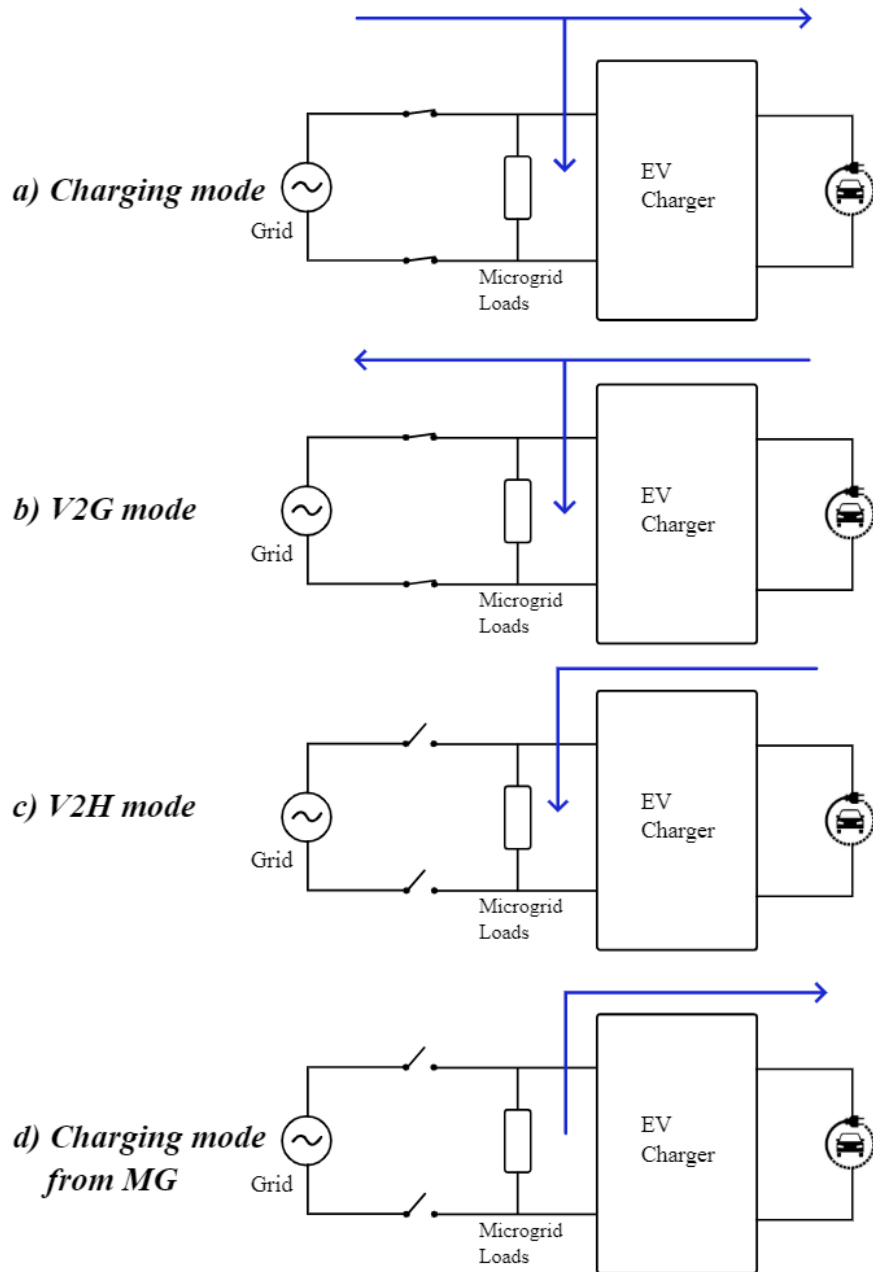 a) Charging mode
Grid
Microgrid
Loads
EV
Charger
b) V2G mode
Grid
Microgrid
Loads
EV
Charger
c) V2H mode
Grid
Microgrid
Loads
EV
Charger
d) Charging mode
from MG
Grid
Microgrid
Loads
EV
Charger